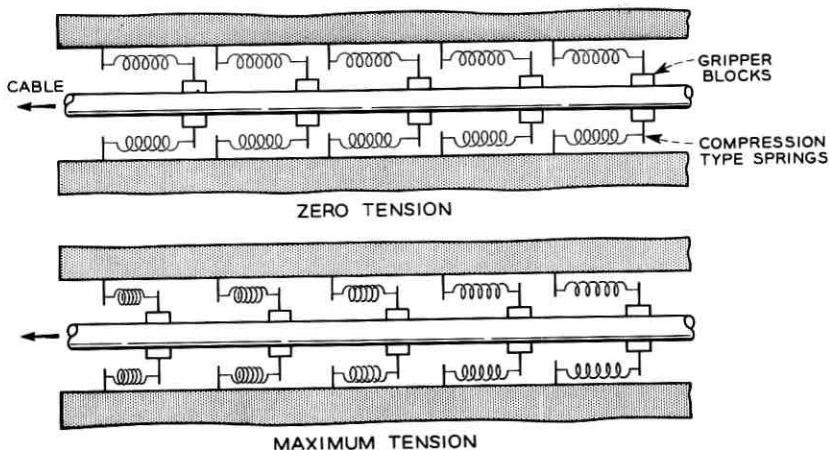 GRIPPER
BLOCKS
CABLE
COMPRESSION
TYPE SPRINGS
ZERO TENSION
MAXIMUM TENSION